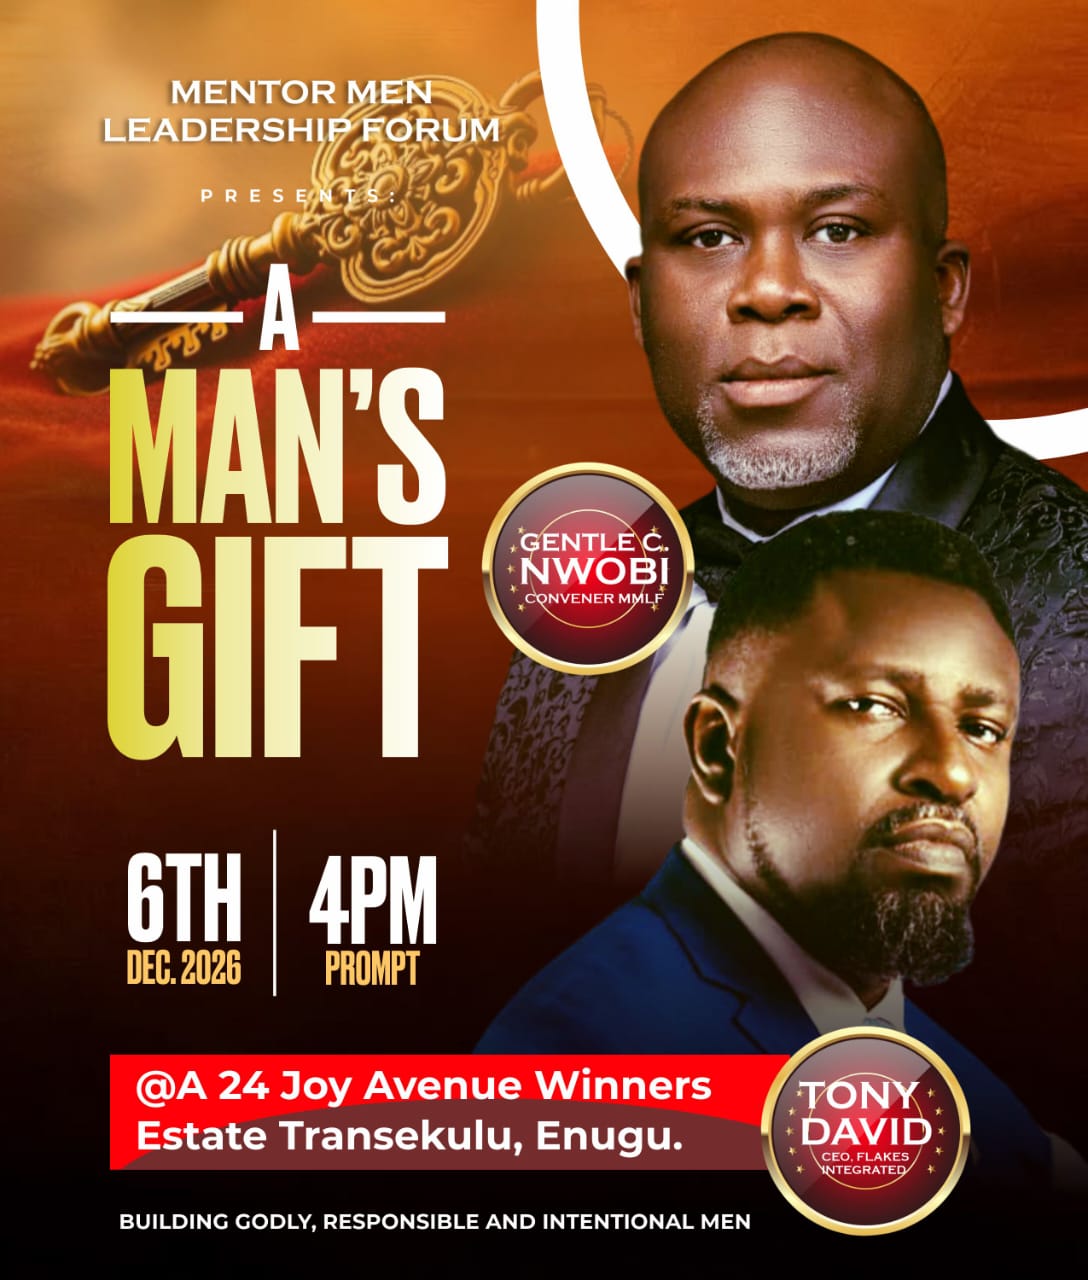 MENTOR MEN
LEADERSHIP FORUM
PRESENTS:
A
MAN'S
GIFT
GENTLE C.
NWOBI
CONVENER MMLF
6TH
DEC. 2026
4PM
PROMPT
@A 24 Joy Avenue Winners
Estate Transekulu, Enugu.
TONY
DAVID
CEO, FLAKES
INTEGRATED
BUILDING GODLY, RESPONSIBLE AND INTENTIONAL MEN